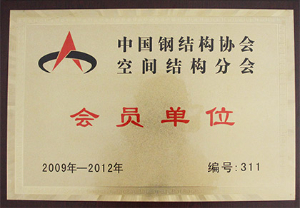 中国钢结构协会
空间结构分会
会员单位
2009年—2012年
编号:311